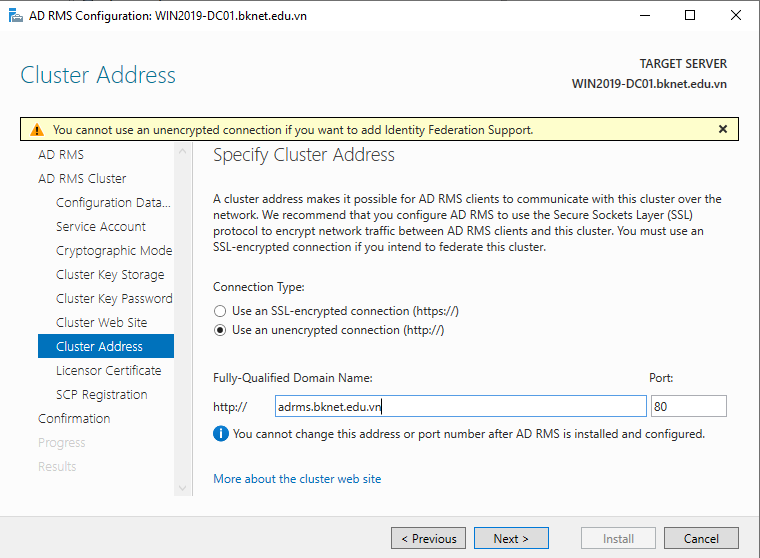 AD RMS Configuration: WIN2019-DC01.bknet.edu.vn
Cluster Address
TARGET SERVER
WIN2019-DC01.bknet.edu.vn
You cannot use an unencrypted connection if you want to add Identity Federation Support.
AD RMS
AD RMS Cluster
Configuration Data...
Service Account
Cryptographic Mode
Cluster Key Storage
Cluster Key Password
Cluster Web Site
Cluster Address
Licensor Certificate
SCP Registration
Confirmation
Progress
Results
Specify Cluster Address
A cluster address makes it possible for AD RMS clients to communicate with this cluster over the
network. We recommend that you configure AD RMS to use the Secure Sockets Layer (SSL)
protocol to encrypt network traffic between AD RMS clients and this cluster. You must use an
SSL-encrypted connection if you intend to federate this cluster.
Connection Type:
Use an SSL-encrypted connection (https://)
Use an unencrypted connection (http://)
Fully-Qualified Domain Name: Port:
http:// adrms.bknet.edu.vn 80
You cannot change this address or port number after AD RMS is installed and configured.
More about the cluster web site
< Previous Next > Install Cancel